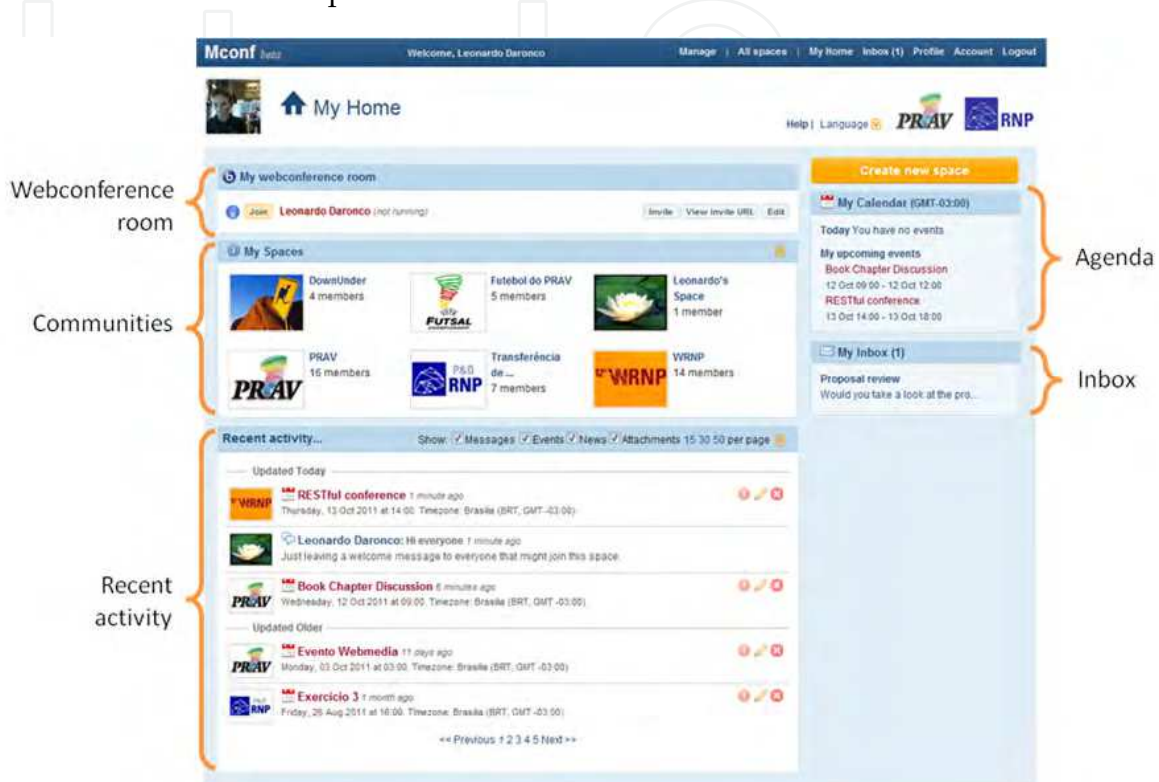 Mconf beta
Welcome, Leonardo Daronco
Manage | All spaces | My Home Inbox (1) Profile Account Logout
My Home
Help | Language
PRAV
RNP
Webconference
room
My webconference room
Join Leonardo Daronco (not running)
Invite View Invite URL Edit
Communities
My Spaces
DownUnder
4 members
Futebol do PRAV
5 members
FUTSAL
Leonardo's
Space
1 member
PRAV
PRAV
16 members
P&D
RNP
Transferência
de ...
7 members
WRNP
WRNP
14 members
Recent
activity
Recent activity...
Show: Messages Events News Attachments 15 30 50 per page
Updated Today
WRNP
RESTful conference 1 minute ago
Thursday, 13 Oct 2011 at 14:00. Timezone: Brasilia (BRT, GMT -03:00)
Leonardo Daronco: Hi everyone 1 minute ago
Just leaving a welcome message to everyone that might join this space.
PRAV
Book Chapter Discussion 6 minutes ago
Wednesday, 12 Oct 2011 at 09:00. Timezone: Brasilia (BRT, GMT -03:00)
Updated Older
PRAV
Evento Webmedia 11 days ago
Monday, 03 Oct 2011 at 03:00. Timezone: Brasilia (BRT, GMT -03:00)
RNP
Exercício 3 1 month ago
Friday, 26 Aug 2011 at 16:00. Timezone: Brasilia (BRT, GMT -03:00)
<< Previous 1 2 3 4 5 Next >>
Create new space
My Calendar (GMT-03:00)
Today You have no events
My upcoming events
Book Chapter Discussion
12 Oct 09:00 - 12 Oct 12:00
RESTful conference
13 Oct 14:00 - 13 Oct 18:00
Agenda
My Inbox (1)
Proposal review
Would you take a look at the pro...
Inbox